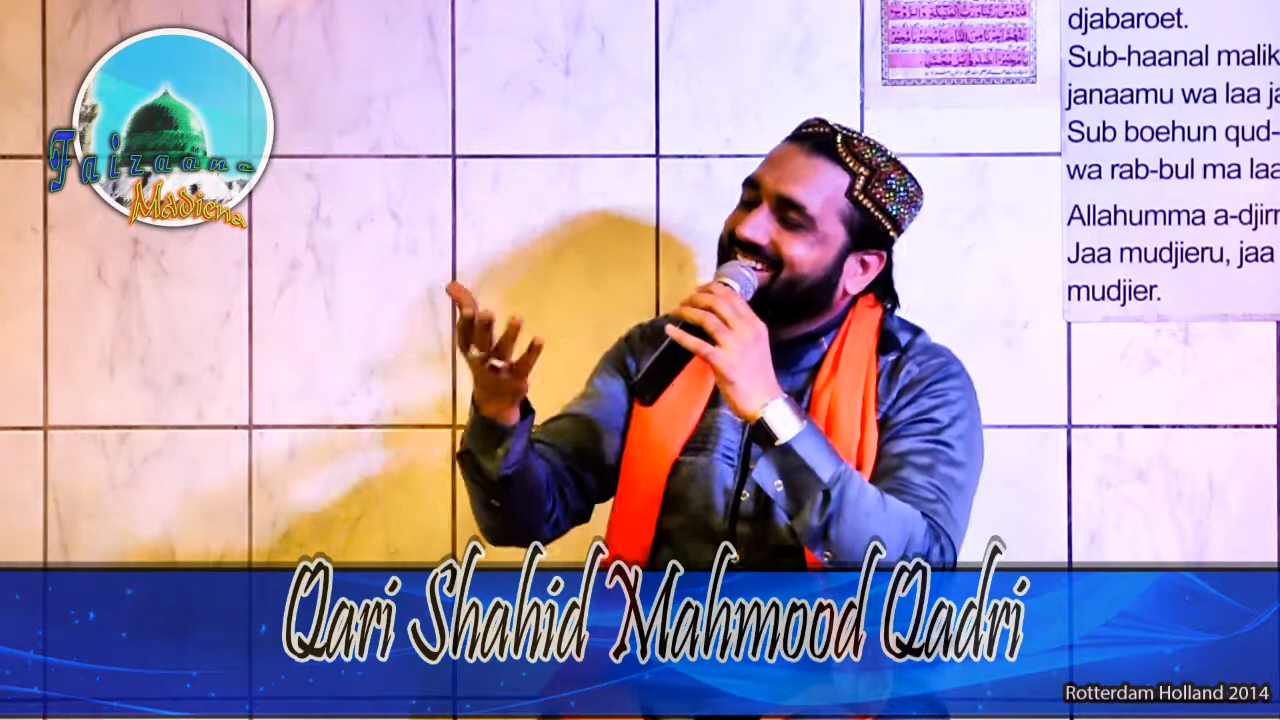 Faizaan-e
Madiena
djabaroet.
Sub-haanal malik
janaamu wa laa ja
Sub boehun qud-
wa rab-bul ma laa
Allahumma a-djirn
Jaa mudjieru, jaa
mudjier.
Qari Shahid Mahmood Qadri
Rotterdam Holland 2014